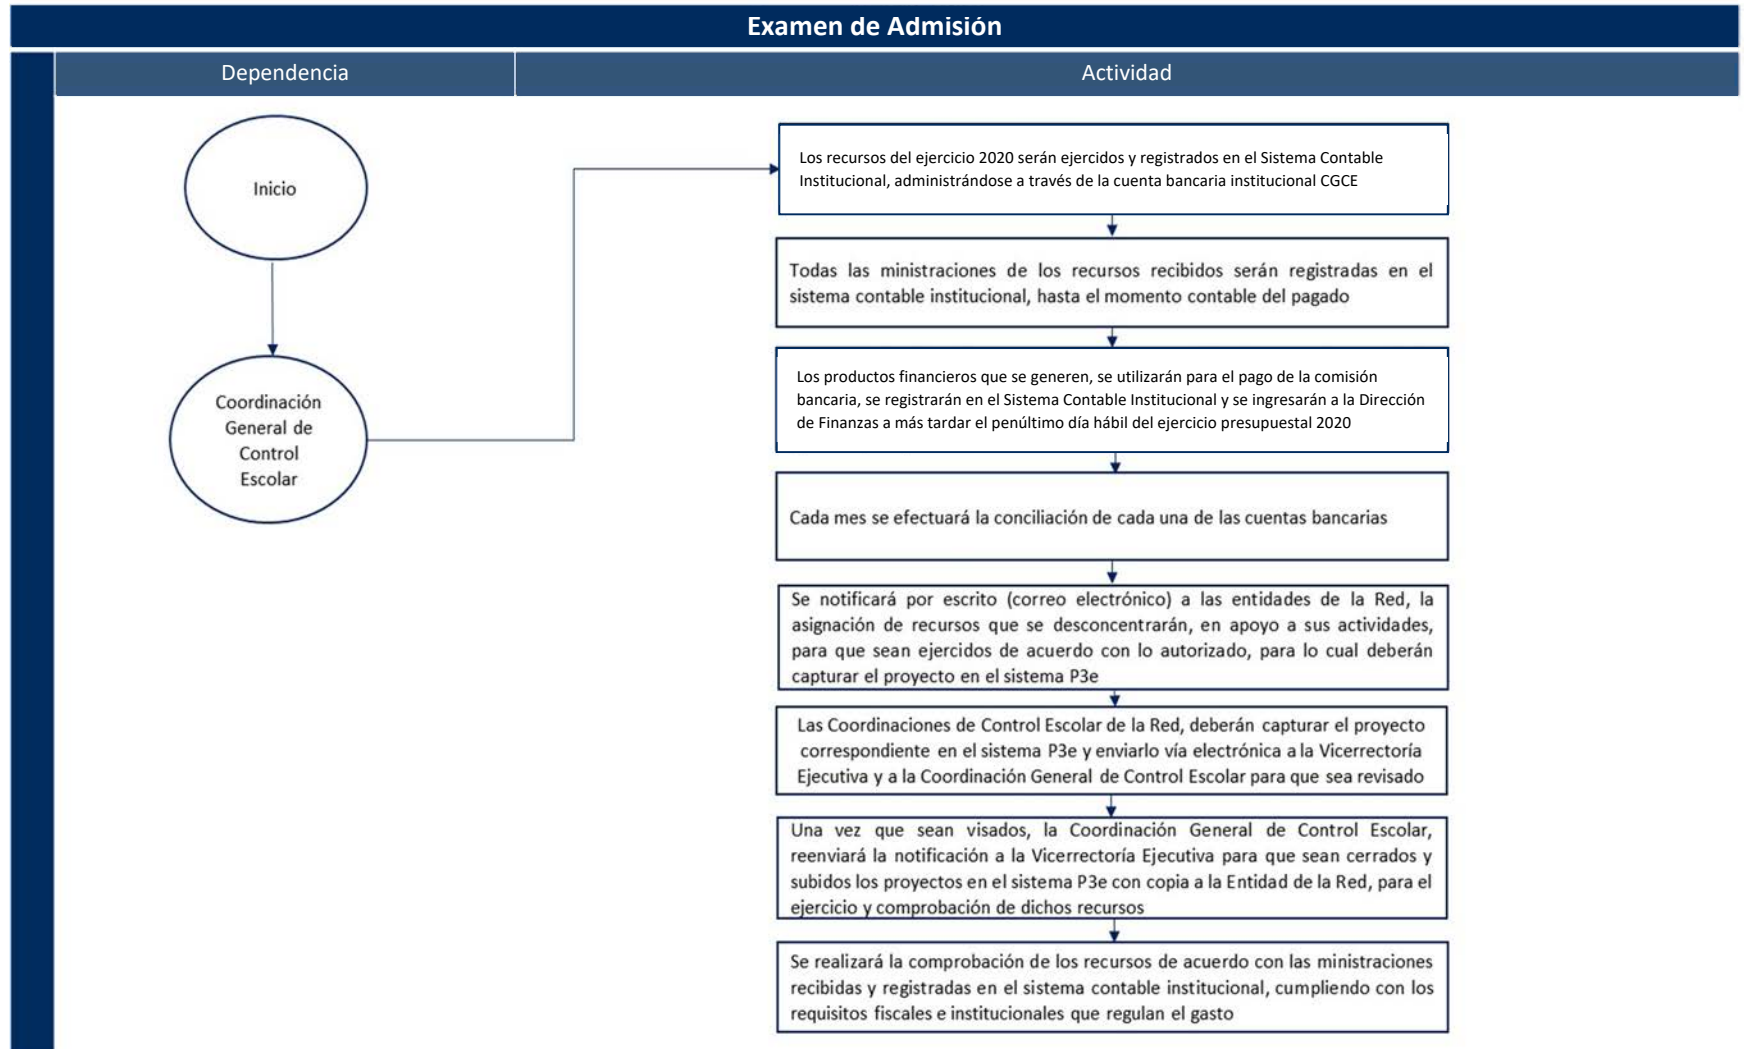 Examen de Admisión
Dependencia
Actividad
Inicio
Coordinación
General de
Control
Escolar
Los recursos del ejercicio 2020 serán ejercidos y registrados en el Sistema Contable
Institucional, administrándose a través de la cuenta bancaria institucional CGCE
Todas las ministraciones de los recursos recibidos serán registradas en el
sistema contable institucional, hasta el momento contable del pagado
Los productos financieros que se generen, se utilizarán para el pago de la comisión
bancaria, se registrarán en el Sistema Contable Institucional y se ingresarán a la Dirección
de Finanzas a más tardar el penúltimo día hábil del ejercicio presupuestal 2020
Cada mes se efectuará la conciliación de cada una de las cuentas bancarias
Se notificará por escrito (correo electrónico) a las entidades de la Red, la
asignación de recursos que se desconcentrarán, en apoyo a sus actividades,
para que sean ejercidos de acuerdo con lo autorizado, para lo cual deberán
capturar el proyecto en el sistema P3e
Las Coordinaciones de Control Escolar de la Red, deberán capturar el proyecto
correspondiente en el sistema P3e y enviarlo vía electrónica a la Vicerrectoría
Ejecutiva y a la Coordinación General de Control Escolar para que sea revisado
Una vez que sean visados, la Coordinación General de Control Escolar,
reenviará la notificación a la Vicerrectoría Ejecutiva para que sean cerrados y
subidos los proyectos en el sistema P3e con copia a la Entidad de la Red, para el
ejercicio y comprobación de dichos recursos
Se realizará la comprobación de los recursos de acuerdo con las ministraciones
recibidas y registradas en el sistema contable institucional, cumpliendo con los
requisitos fiscales e institucionales que regulan el gasto